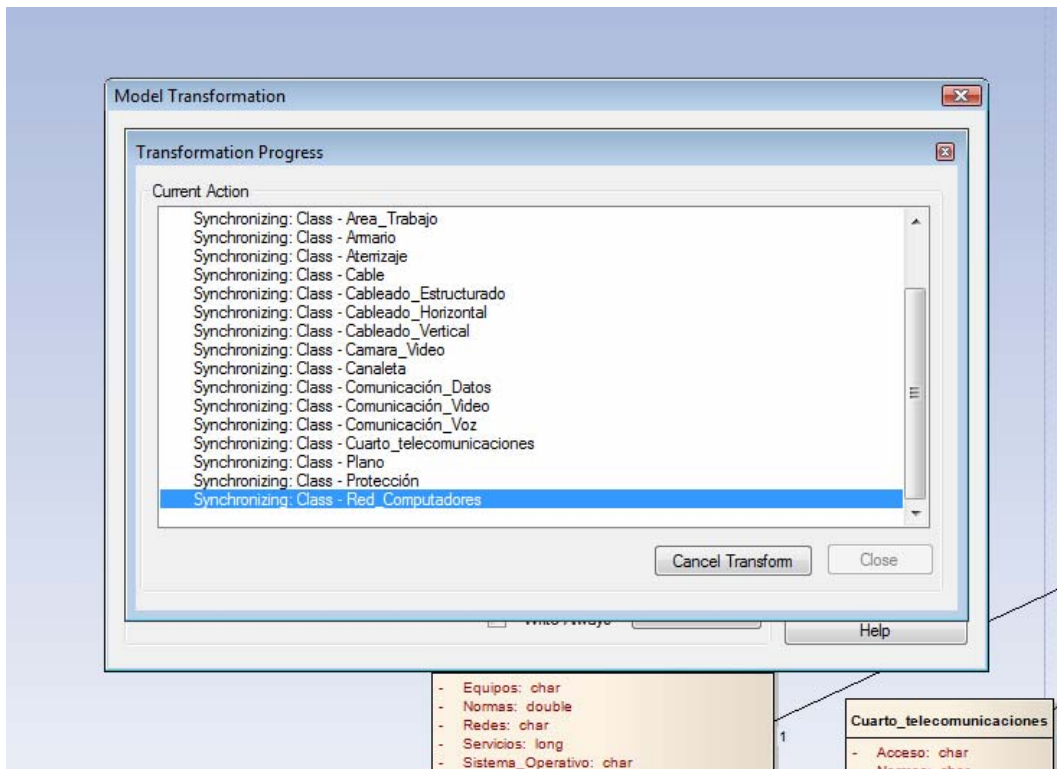 Model Transformation
Transformation Progress
Current Action
Synchronizing: Class - Area_Trabajo
Synchronizing: Class - Armario
Synchronizing: Class - Aterrizaje
Synchronizing: Class - Cable
Synchronizing: Class - Cableado_Estructurado
Synchronizing: Class - Cableado_Horizontal
Synchronizing: Class - Cableado_Vertical
Synchronizing: Class - Camara_Video
Synchronizing: Class - Canaleta
Synchronizing: Class - Comunicación_Datos
Synchronizing: Class - Comunicación_Video
Synchronizing: Class - Comunicación_Voz
Synchronizing: Class - Cuarto_telecomunicaciones
Synchronizing: Class - Plano
Synchronizing: Class - Protección
Synchronizing: Class - Red_Computadores
Cancel Transform Close
Help
- Equipos: char
- Normas: double
- Redes: char
- Servicios: long
- Sistema_Operativo: char
1
Cuarto_telecomunicaciones
- Acceso: char